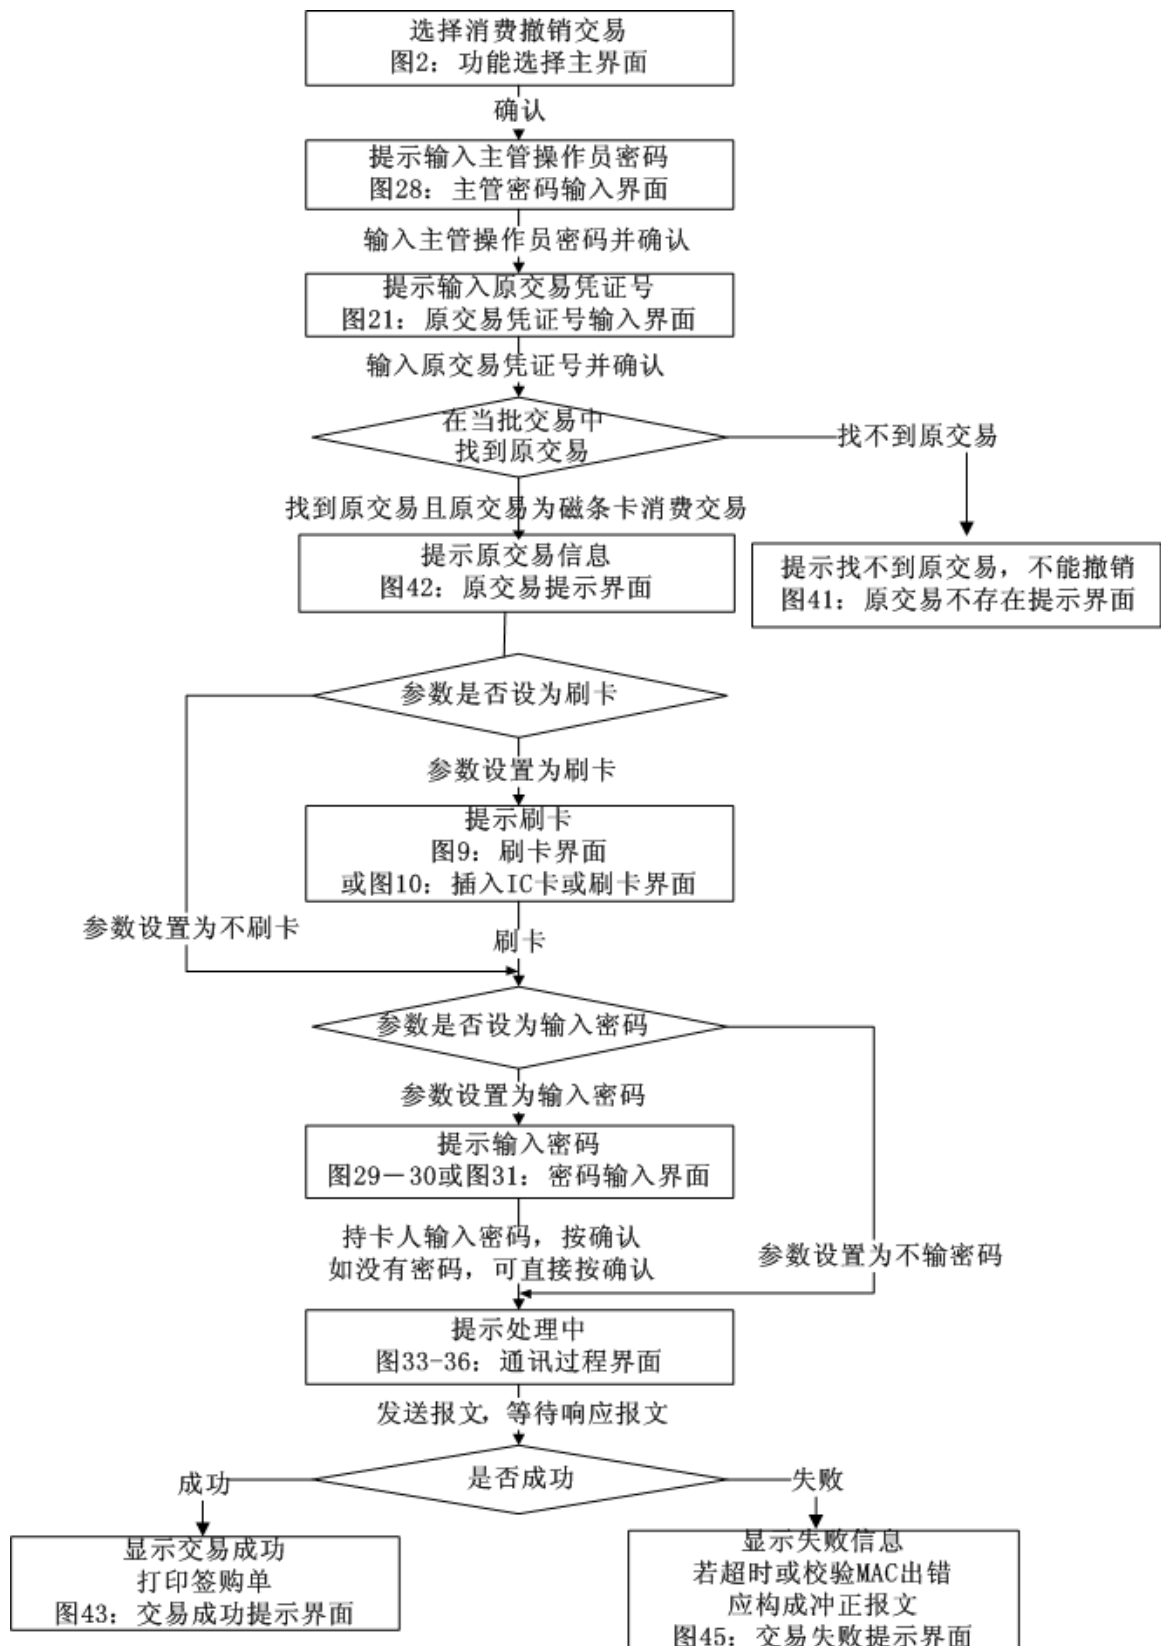 选择消费撤销交易
图2：功能选择主界面
确认
提示输入主管操作员密码
图28：主管密码输入界面
输入主管操作员密码并确认
提示输入原交易凭证号
图21：原交易凭证号输入界面
输入原交易凭证号并确认
在当批交易中
找到原交易
找不到原交易
找到原交易且原交易为磁条卡消费交易
提示原交易信息
图42：原交易提示界面
提示找不到原交易，不能撤销
图41：原交易不存在提示界面
参数是否设为刷卡
参数设置为刷卡
提示刷卡
图9：刷卡界面
或图10：插入IC卡或刷卡界面
参数设置为不刷卡
刷卡
参数是否设为输入密码
参数设置为输入密码
提示输入密码
图29－30或图31：密码输入界面
持卡人输入密码，按确认
如没有密码，可直接按确认
参数设置为不输密码
提示处理中
图33-36：通讯过程界面
发送报文，等待响应报文
是否成功
成功
失败
显示交易成功
打印签购单
图43：交易成功提示界面
显示失败信息
若超时或校验MAC出错
应构成冲正报文
图45：交易失败提示界面